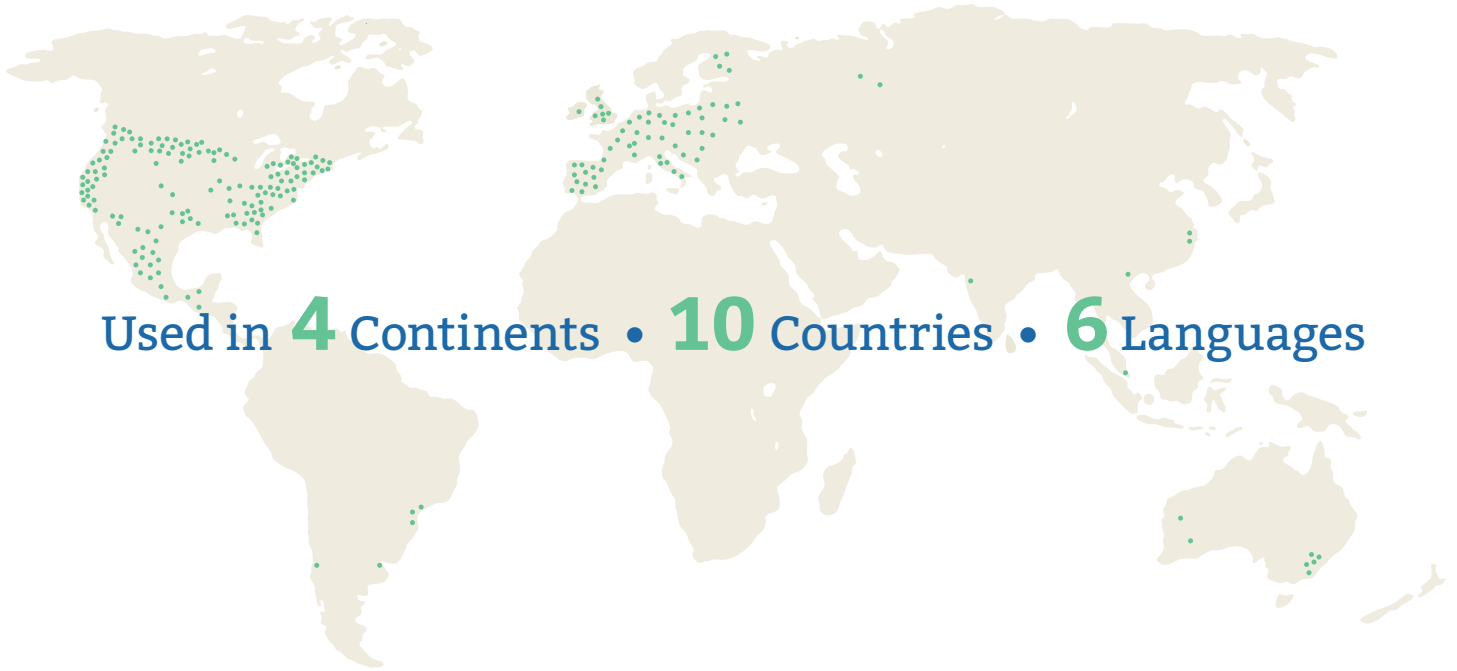 Used in 4 Continents • 10 Countries • 6 Languages